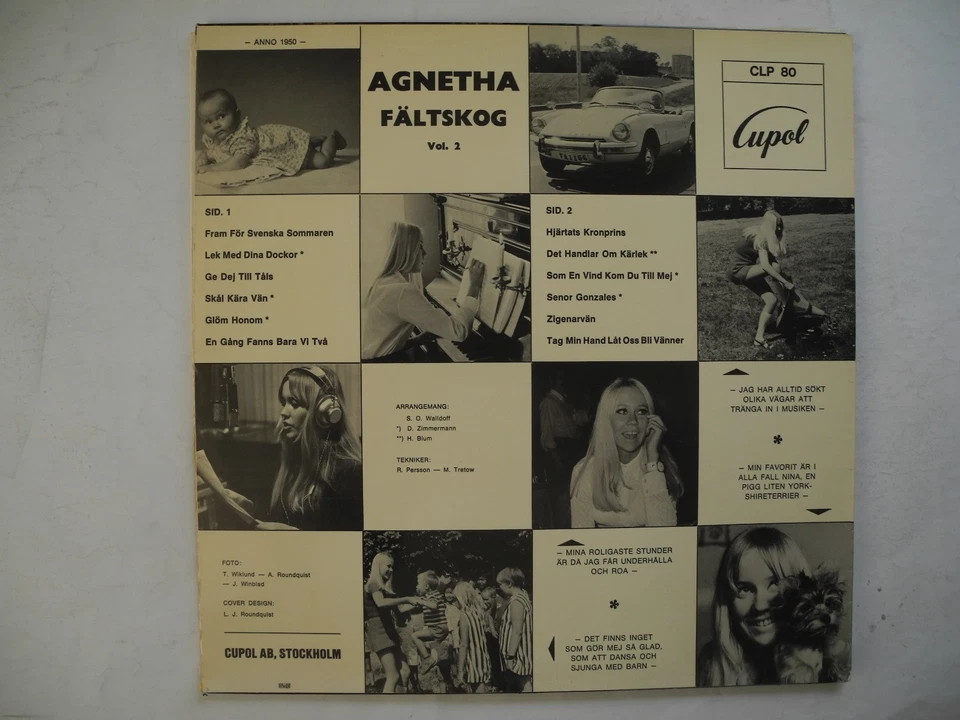 – ANNO 1950 –
AGNETHA
FÄLTSKOG
Vol. 2
CLP 80
Cupol
SID. 1
Fram För Svenska Sommaren
Lek Med Dina Dockor *
Ge Dej Till Tåls
Skål Kära Vän *
Glöm Honom *
En Gång Fanns Bara Vi Två
SID. 2
Hjärtats Kronprins
Det Handlar Om Kärlek **
Som En Vind Kom Du Till Mej *
Senor Gonzales *
Zigenarvän
Tag Min Hand Låt Oss Bli Vänner
ARRANGEMANG:
S. O. Walldoff
*) D. Zimmermann
**) H. Blum
TEKNIKER:
R. Persson — M. Tretow
– JAG HAR ALLTID SÖKT
OLIKA VÄGAR ATT
TRÄNGA IN I MUSIKEN –
*
– MIN FAVORIT ÄR I
ALLA FALL NINA, EN
PIGG LITEN YORK-
SHIRETERRIER –
FOTO:
T. Wiklund — A. Roundquist
— J. Winblad
COVER DESIGN:
L. J. Roundquist
CUPOL AB, STOCKHOLM
– MINA ROLIGASTE STUNDER
ÄR DÅ JAG FÅR UNDERHÅLLA
OCH ROA –
*
– DET FINNS INGET
SOM GÖR MEJ SÅ GLAD,
SOM ATT DANSA OCH
SJUNGA MED BARN –